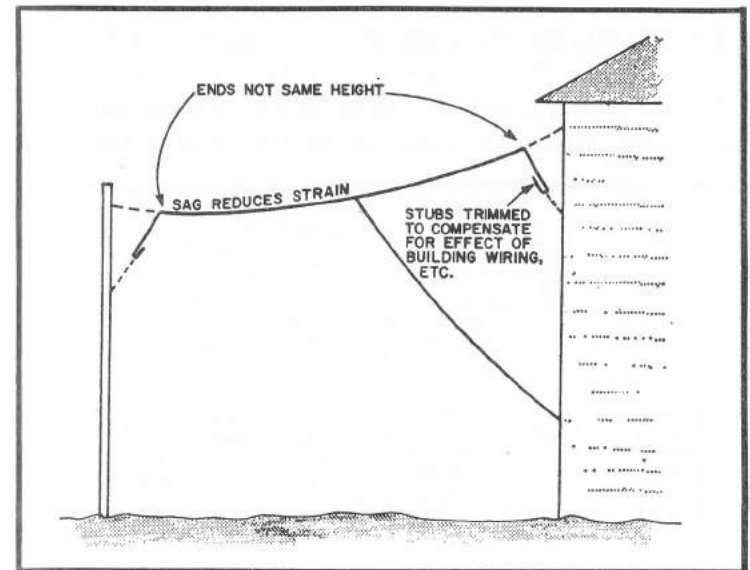 ENDS NOT SAME HEIGHT
SAG REDUCES STRAIN
STUBS TRIMMED
TO COMPENSATE
FOR EFFECT OF
BUILDING WIRING,
ETC.